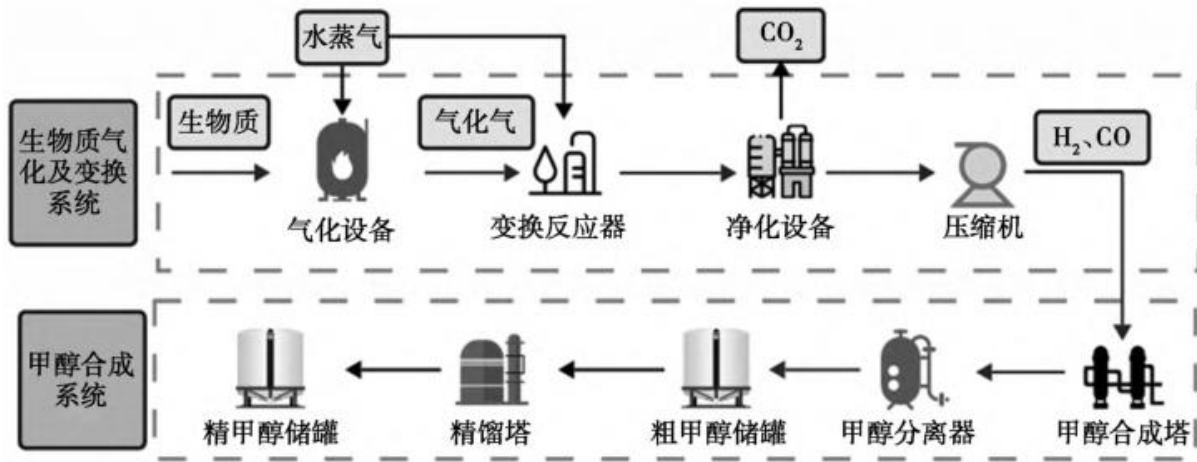 水蒸气
CO₂
生物质气
化及变换
系统
生物质
气化气
H₂、CO
气化设备
变换反应器
净化设备
压缩机
甲醇合成
系统
精甲醇储罐
精馏塔
粗甲醇储罐
甲醇分离器
甲醇合成塔